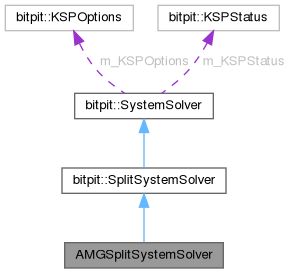 bitpit::KSPOptions bitpit::KSPStatus
m_KSPOptions m_KSPStatus
bitpit::SystemSolver
bitpit::SplitSystemSolver
AMGSplitSystemSolver